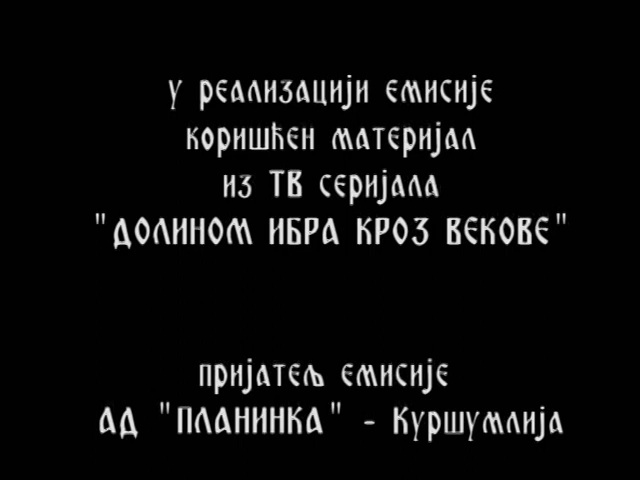 у реализацији емисије
коришћен материјал
из ТВ серијала
"ДОЛИНОМ ИБРА КРОЗ ВЕКОВЕ"
пријатељ емисије
АД "ПЛАНИНКА" - Куршумлија